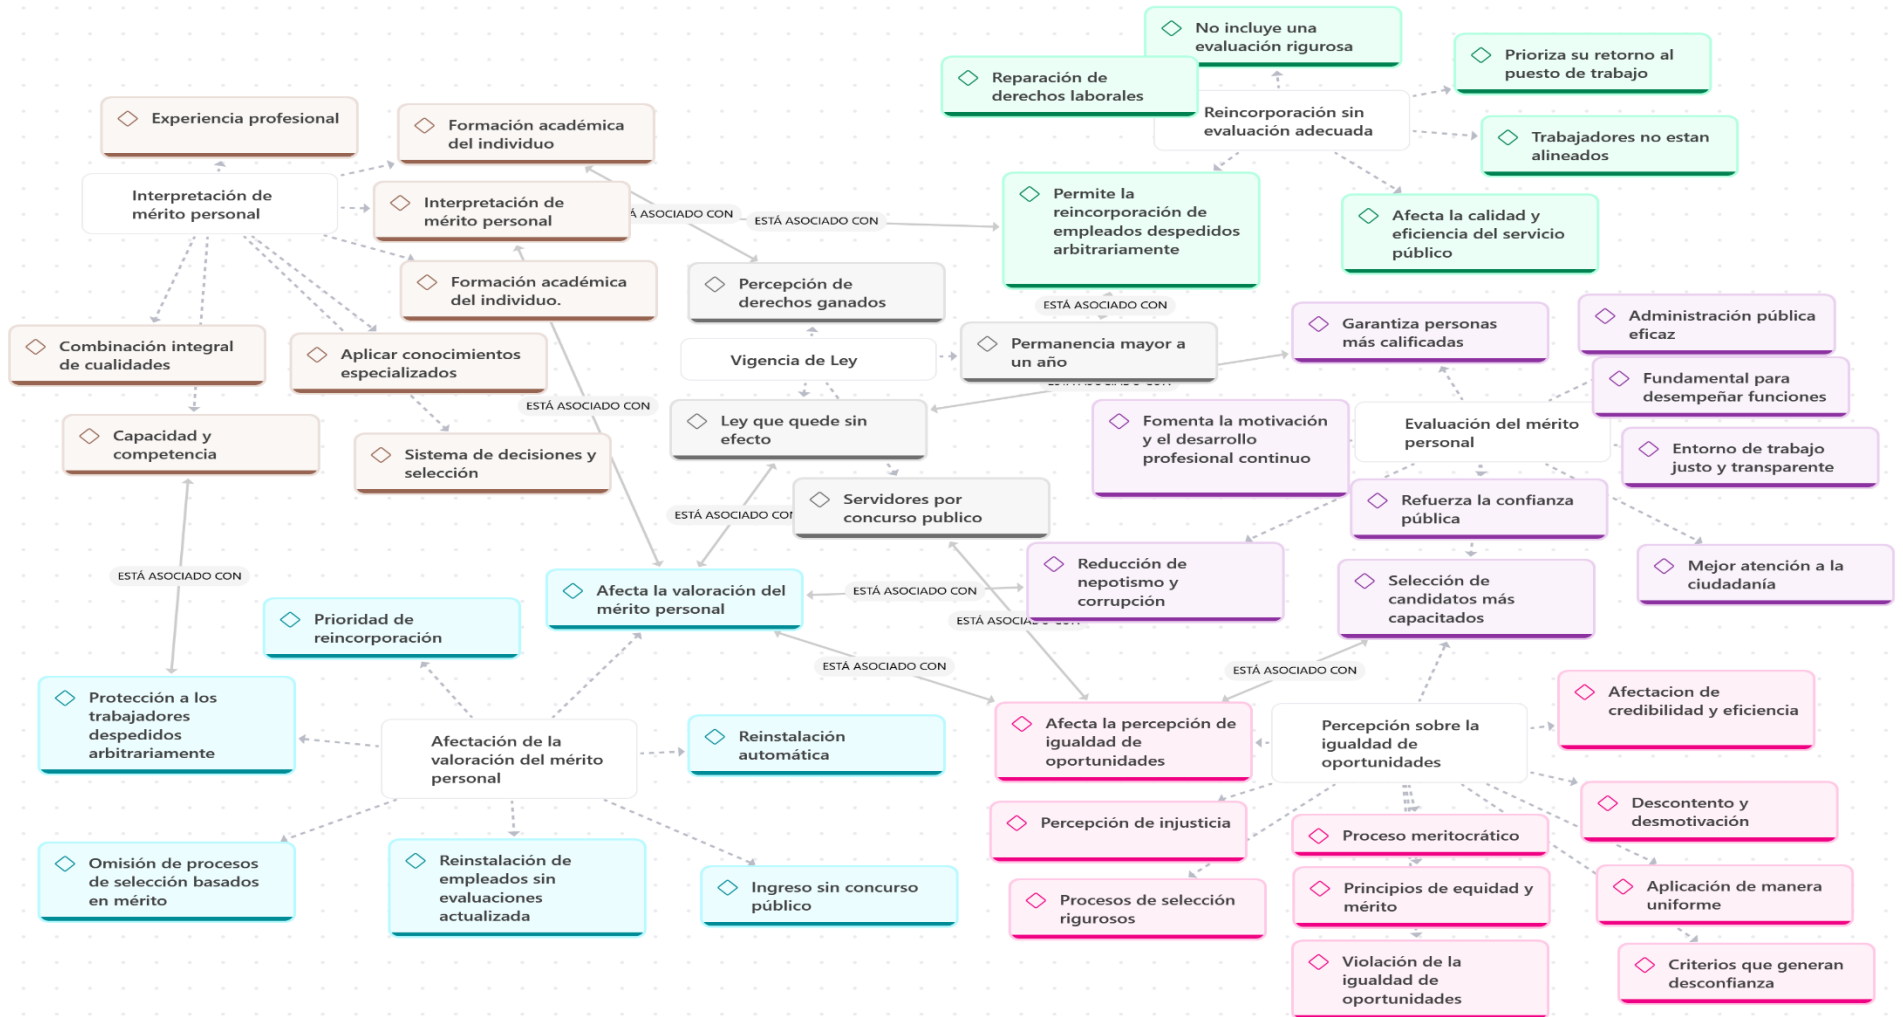 No incluye una
evaluación rigurosa
Prioriza su retorno al
puesto de trabajo
Reparación de
derechos laborales
Reincorporación sin
evaluación adecuada
Trabajadores no estan
alineados
Experiencia profesional
Formación académica
del individuo
Interpretación de
mérito personal
Interpretación de
mérito personal
Á ASOCIADO CON
ESTÁ ASOCIADO CON
Permite la
reincorporación de
empleados despedidos
arbitrariamente
Afecta la calidad y
eficiencia del servicio
público
Formación académica
del individuo.
Percepción de
derechos ganados
ESTÁ ASOCIADO CON
Garantiza personas
más calificadas
Administración pública
eficaz
Combinación integral
de cualidades
Aplicar conocimientos
especializados
Vigencia de Ley
Permanencia mayor a
un año
Fundamental para
desempeñar funciones
ESTÁ ASOCIADO CON
Ley que quede sin
efecto
Fomenta la motivación
y el desarrollo
profesional continuo
Evaluación del mérito
personal
Capacidad y
competencia
Sistema de decisiones y
selección
Entorno de trabajo
justo y transparente
Servidores por
concurso publico
Refuerza la confianza
pública
ESTÁ ASOCIADO CON
ESTÁ ASOCIADO CON
Afecta la valoración del
mérito personal
ESTÁ ASOCIADO CON
Reducción de
nepotismo y
corrupción
Selección de
candidatos más
capacitados
Mejor atención a la
ciudadanía
Prioridad de
reincorporación
ESTÁ ASOCIADO CON
ESTÁ ASOCIADO CON
ESTÁ ASOCIADO CON
Protección a los
trabajadores
despedidos
arbitrariamente
Afectación de la
valoración del mérito
personal
Reinstalación
automática
Afecta la percepción de
igualdad de
oportunidades
Percepción sobre la
igualdad de
oportunidades
Afectacion de
credibilidad y eficiencia
Percepción de injusticia
Proceso meritocrático
Descontento y
desmotivación
Omisión de procesos
de selección basados
en mérito
Reinstalación de
empleados sin
evaluaciones
actualizada
Ingreso sin concurso
público
Procesos de selección
rigurosos
Principios de equidad y
mérito
Aplicación de manera
uniforme
Violación de la
igualdad de
oportunidades
Criterios que generan
desconfianza